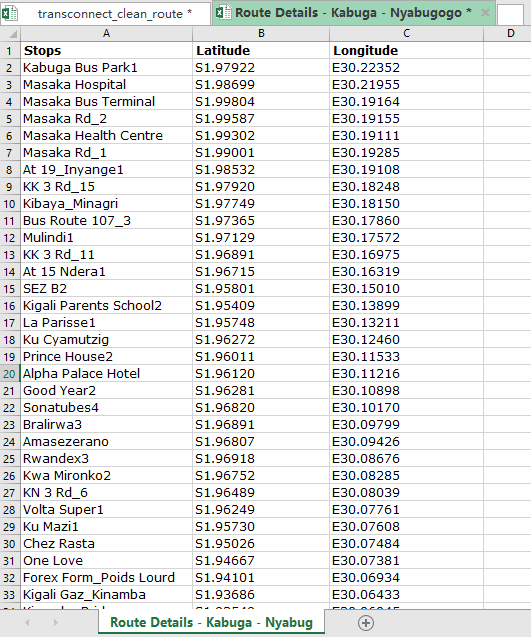 transconnect_clean_route *
Route Details - Kabuga - Nyabugogo *
A B C D
1 Stops Latitude Longitude
2 Kabuga Bus Park1 S1.97922 E30.22352
3 Masaka Hospital S1.98699 E30.21955
4 Masaka Bus Terminal S1.99804 E30.19164
5 Masaka Rd_2 S1.99587 E30.19155
6 Masaka Health Centre S1.99302 E30.19111
7 Masaka Rd_1 S1.99001 E30.19285
8 At 19_Inyange1 S1.98532 E30.19108
9 KK 3 Rd_15 S1.97920 E30.18248
10 Kibaya_Minagri S1.97749 E30.18150
11 Bus Route 107_3 S1.97365 E30.17860
12 Mulindi1 S1.97129 E30.17572
13 KK 3 Rd_11 S1.96891 E30.16975
14 At 15 Ndera1 S1.96715 E30.16319
15 SEZ B2 S1.95801 E30.15010
16 Kigali Parents School2 S1.95409 E30.13899
17 La Parisse1 S1.95748 E30.13211
18 Ku Cyamutzig S1.96272 E30.12460
19 Prince House2 S1.96011 E30.11533
20 Alpha Palace Hotel S1.96120 E30.11216
21 Good Year2 S1.96281 E30.10898
22 Sonatubes4 S1.96820 E30.10170
23 Bralirwa3 S1.96891 E30.09799
24 Amasezerano S1.96807 E30.09426
25 Rwandex3 S1.96918 E30.08676
26 Kwa Mironko2 S1.96752 E30.08285
27 KN 3 Rd_6 S1.96489 E30.08039
28 Volta Super1 S1.96249 E30.07761
29 Ku Mazi1 S1.95730 E30.07608
30 Chez Rasta S1.95026 E30.07484
31 One Love S1.94667 E30.07381
32 Forex Form_Poids Lourd S1.94101 E30.06934
33 Kigali Gaz_Kinamba S1.93686 E30.06433
Route Details - Kabuga - Nyabug